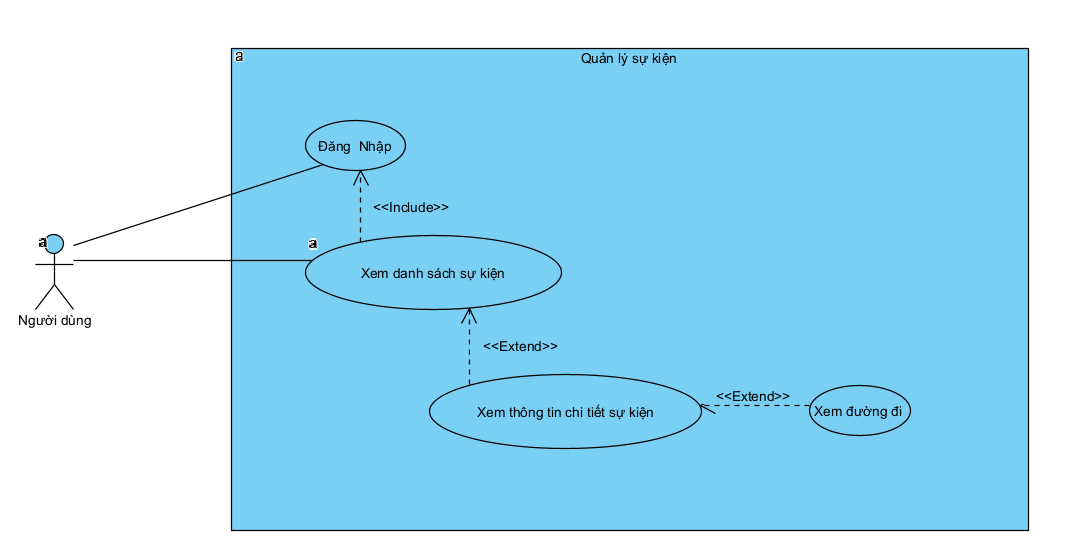 a
Quản lý sự kiện
Đăng Nhập
<<Include>>
a
a
Xem danh sách sự kiện
Người dùng
<<Extend>>
<<Extend>>
Xem thông tin chi tiết sự kiện
Xem đường đi